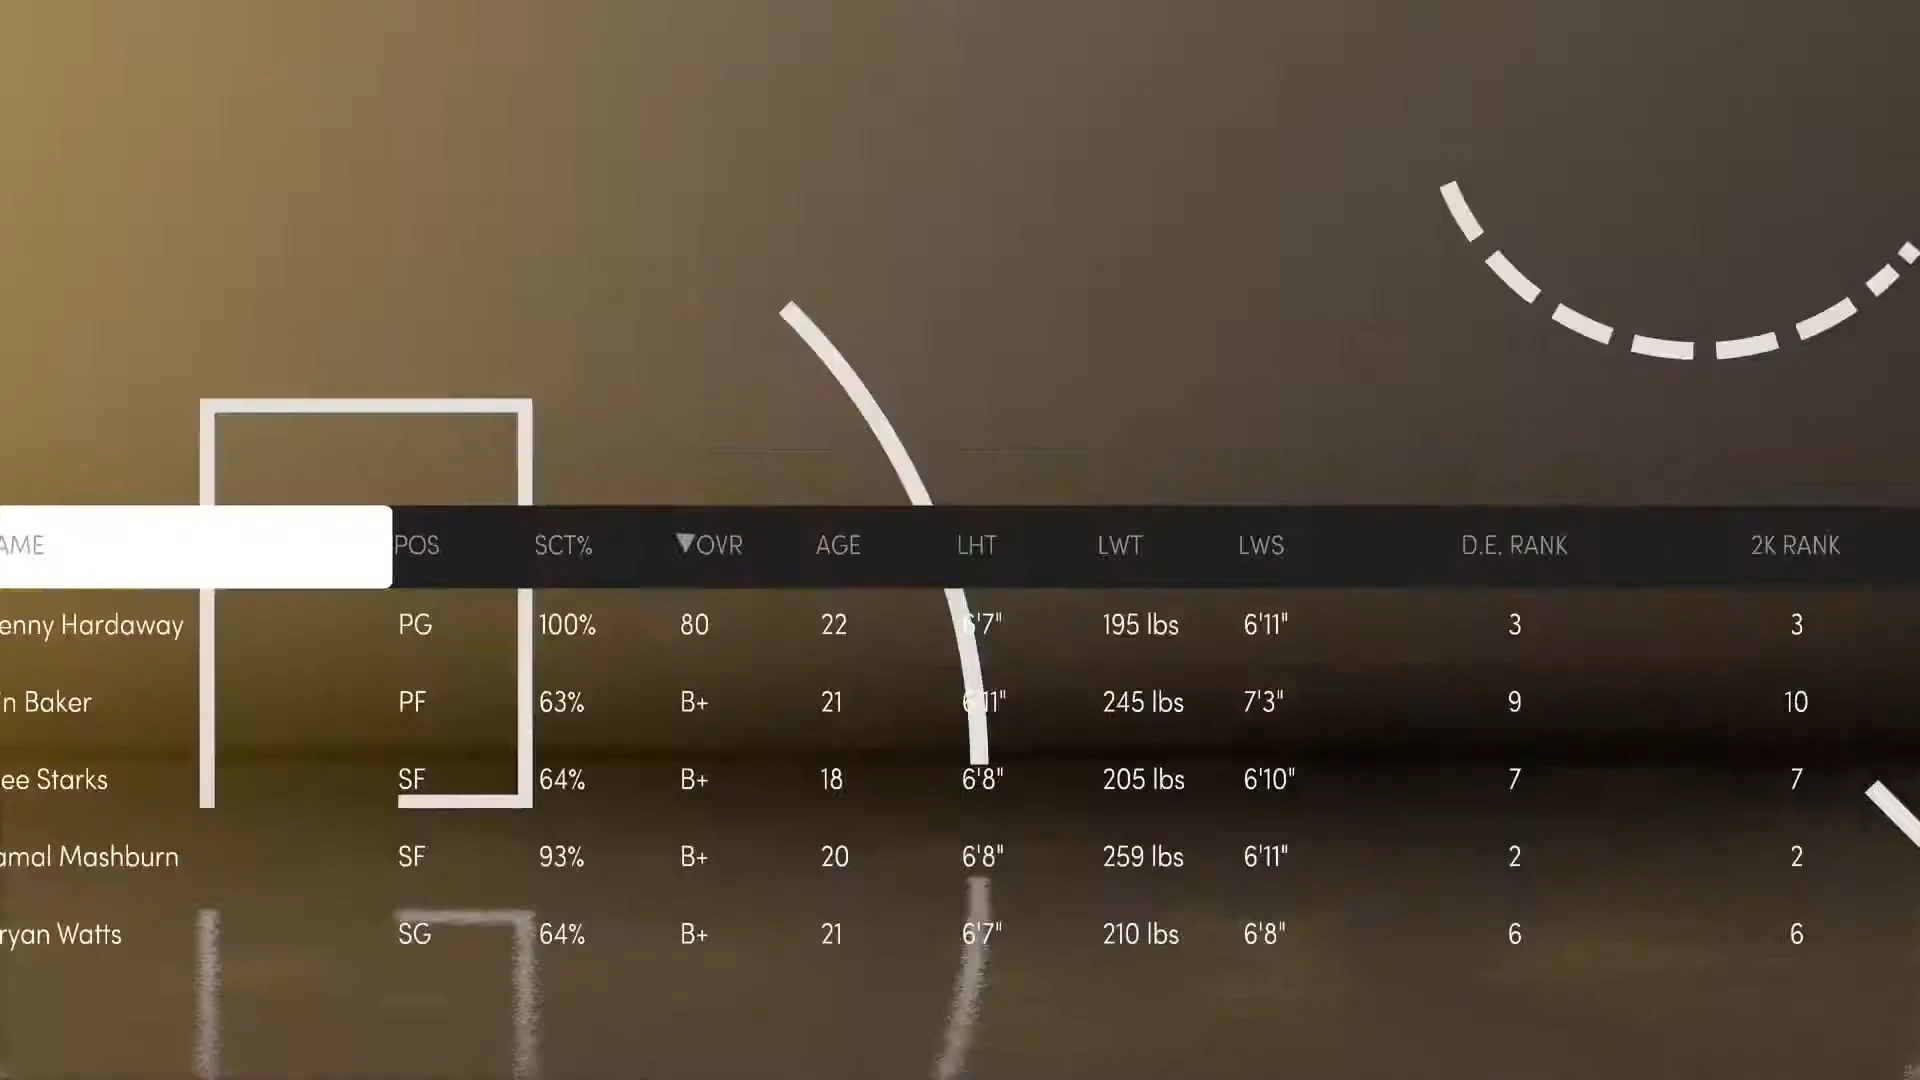 AME POS SCT% ▼OVR AGE LHT LWT LWS D.E. RANK 2K RANK
enny Hardaway PG 100% 80 22 6'7" 195 lbs 6'11" 3 3
'n Baker PF 63% B+ 21 6'11" 245 lbs 7'3" 9 10
ee Starks SF 64% B+ 18 6'8" 205 lbs 6'10" 7 7
amal Mashburn SF 93% B+ 20 6'8" 259 lbs 6'11" 2 2
ryan Watts SG 64% B+ 21 6'7" 210 lbs 6'8" 6 6